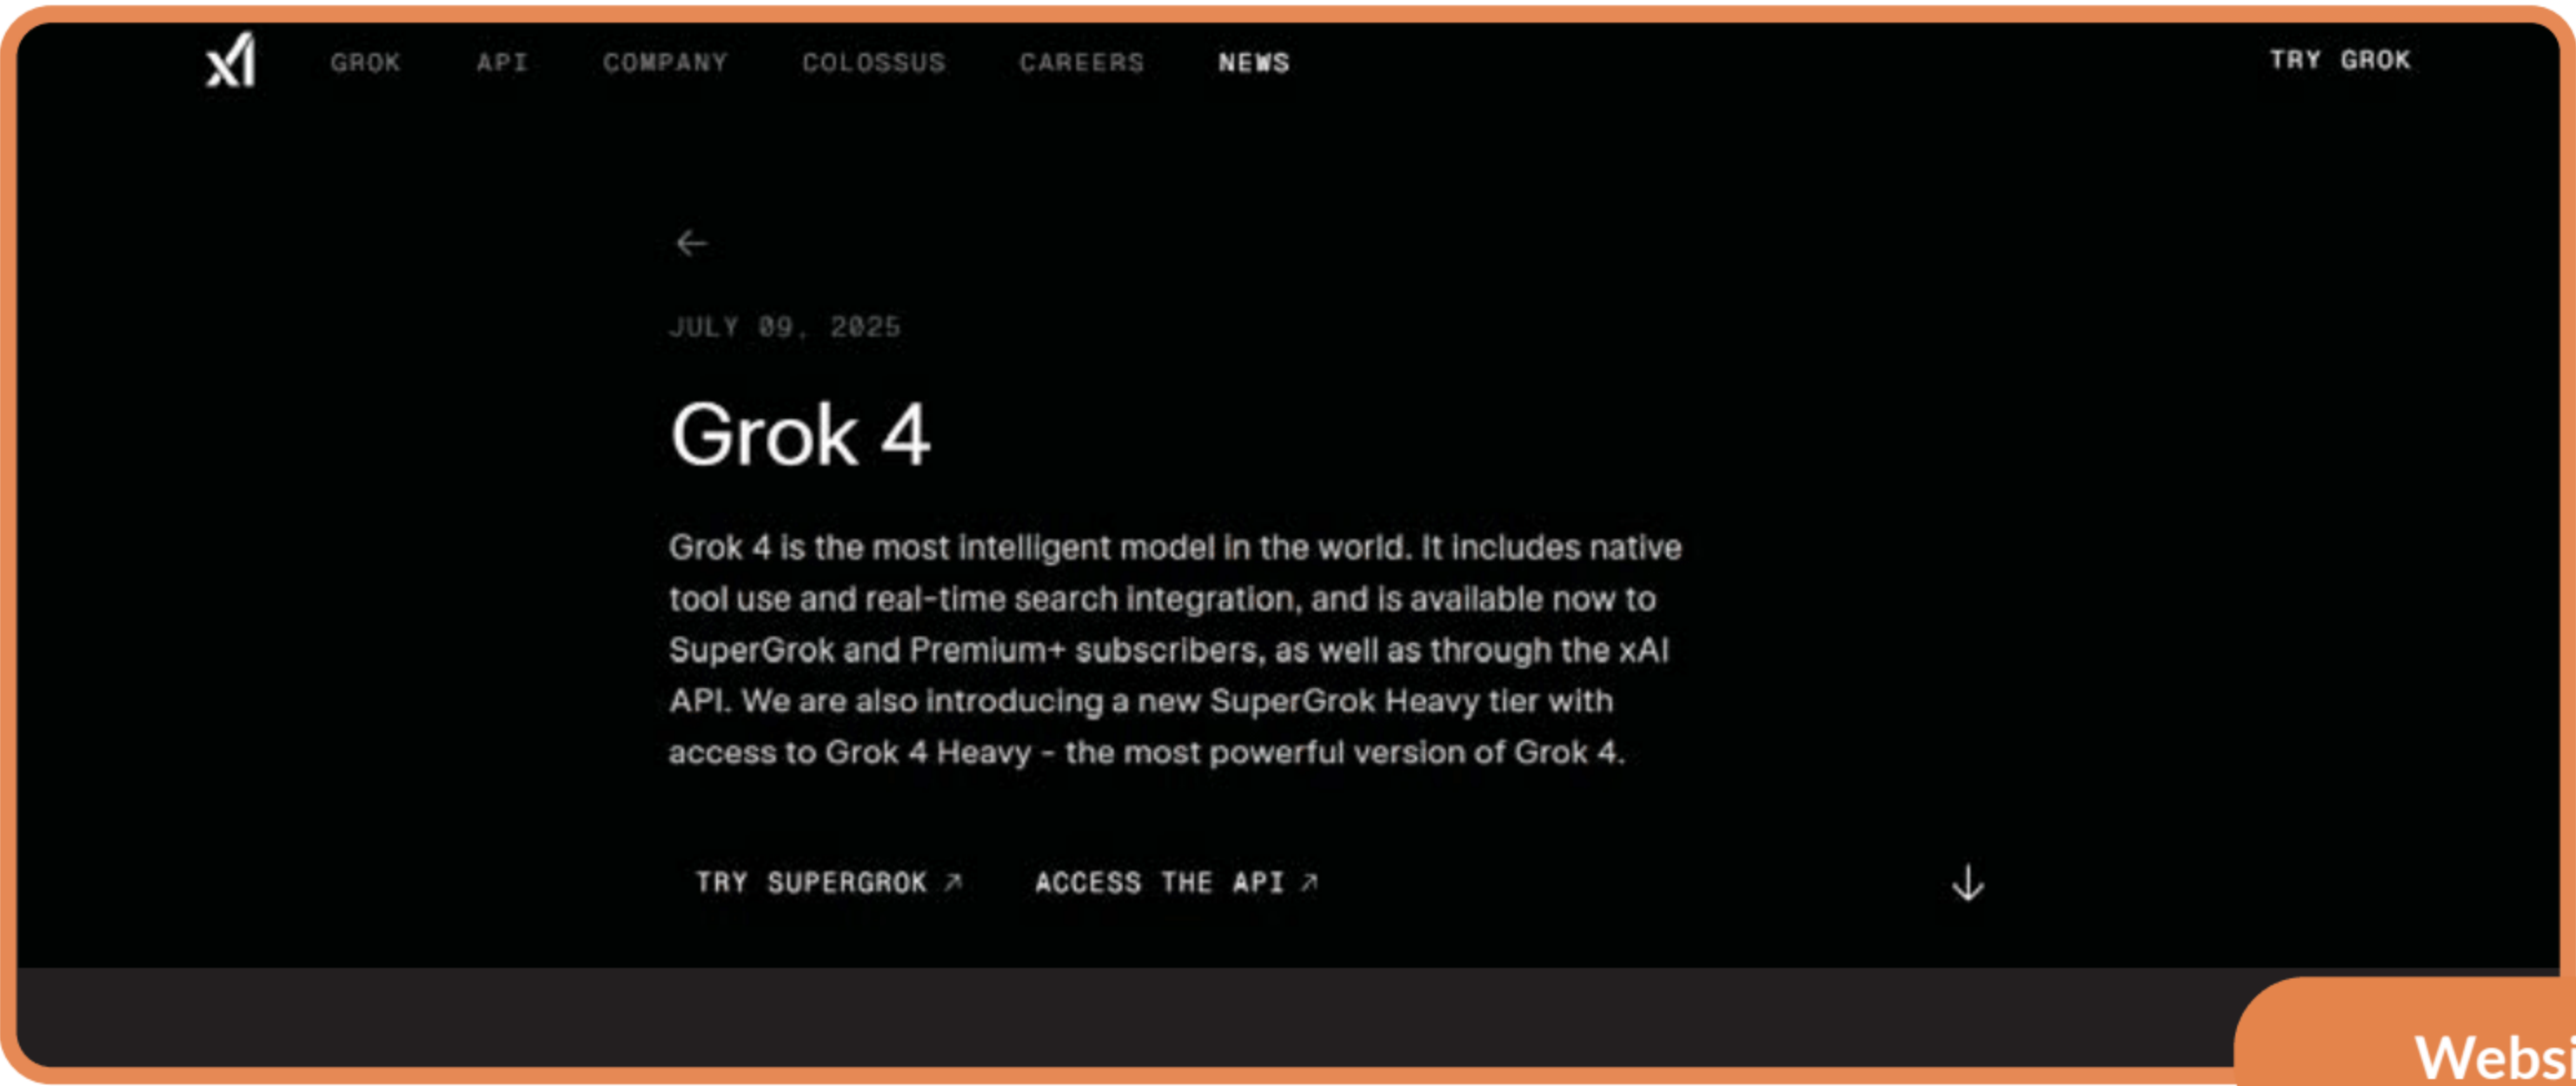 xI GROK API COMPANY COLOSSUS CAREERS NEWS TRY GROK
JULY 09, 2025
Grok 4
Grok 4 is the most intelligent model in the world. It includes native
tool use and real-time search integration, and is available now to
SuperGrok and Premium+ subscribers, as well as through the xAI
API. We are also introducing a new SuperGrok Heavy tier with
access to Grok 4 Heavy - the most powerful version of Grok 4.
TRY SUPERGROK ↗ ACCESS THE API ↗
Websi